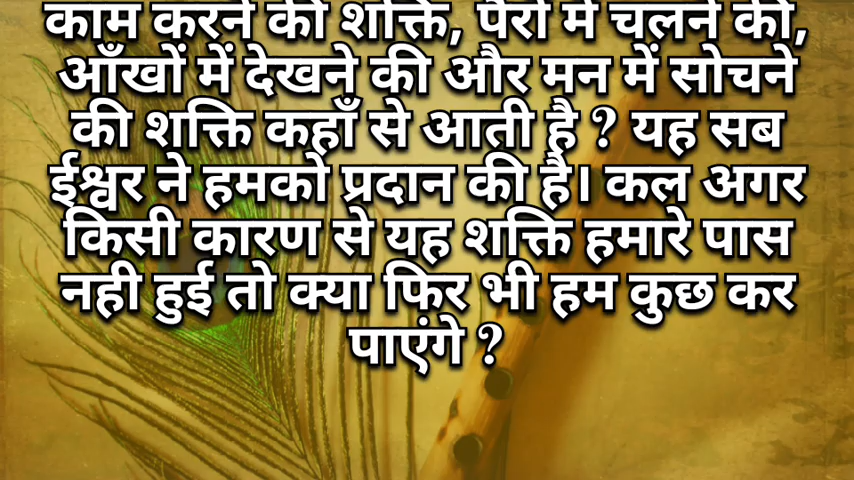 काम करने की शक्ति, पैरों में चलने की,
आँखों में देखने की और मन में सोचने
की शक्ति कहाँ से आती है ? यह सब
ईश्वर ने हमको प्रदान की है। कल अगर
किसी कारण से यह शक्ति हमारे पास
नही हुई तो क्या फिर भी हम कुछ कर
पाएंगे ?